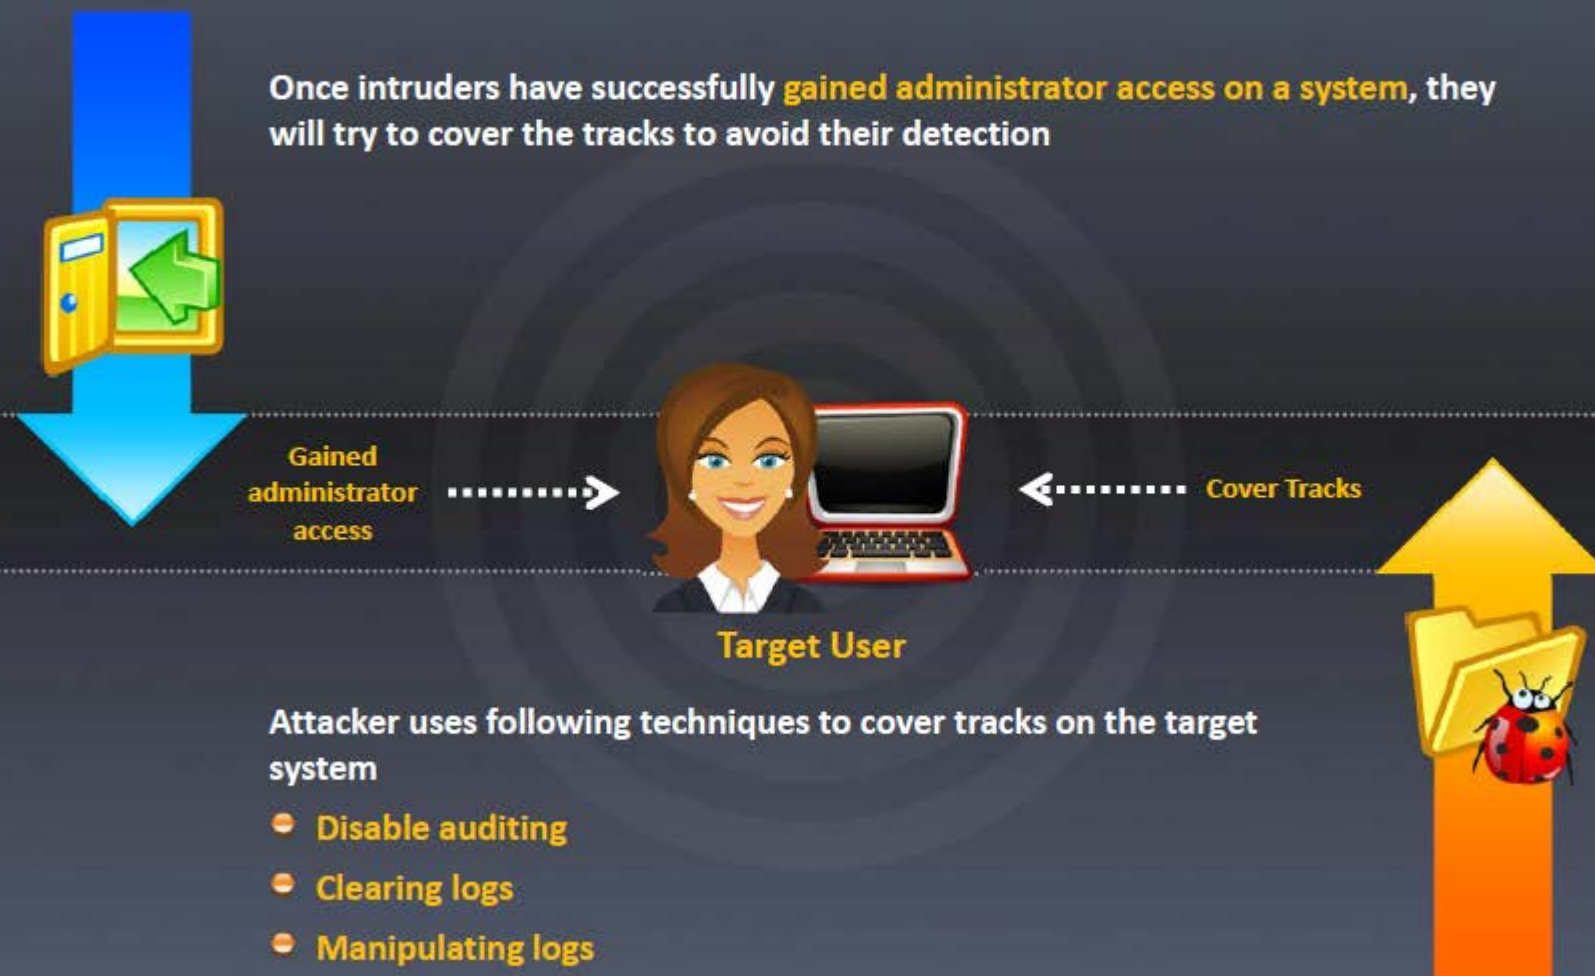 Once intruders have successfully gained administrator access on a system, they
will try to cover the tracks to avoid their detection
Gained
administrator
access
Cover Tracks
Target User
Attacker uses following techniques to cover tracks on the target
system
Disable auditing
Clearing logs
Manipulating logs